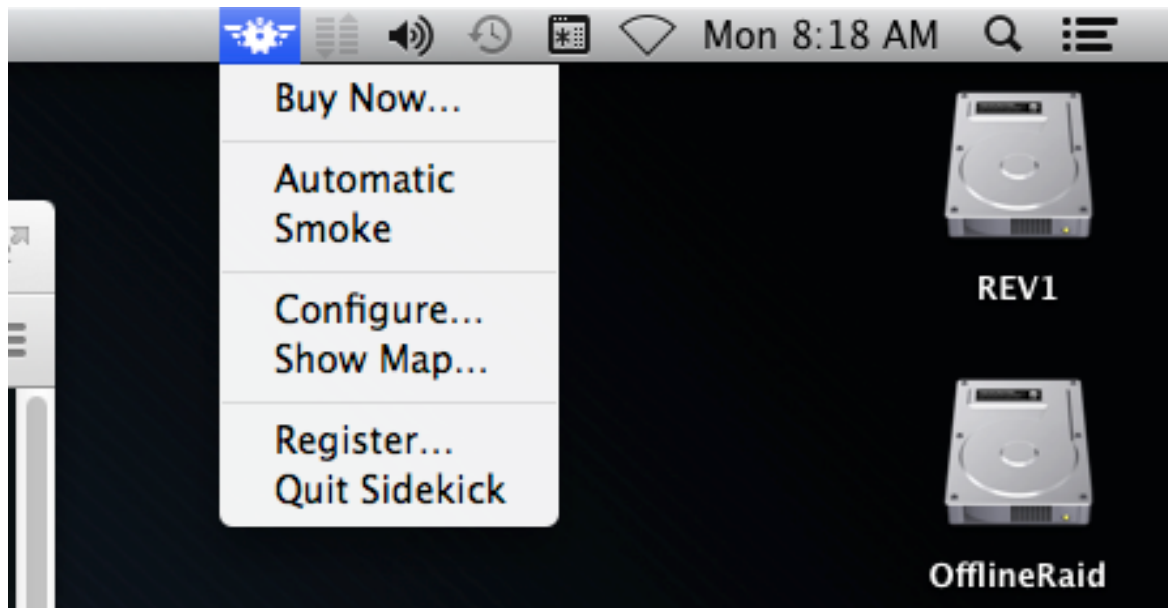 Mon 8:18 AM
Buy Now...
Automatic
Smoke
Configure...
Show Map...
Register...
Quit Sidekick
REV1
OfflineRaid